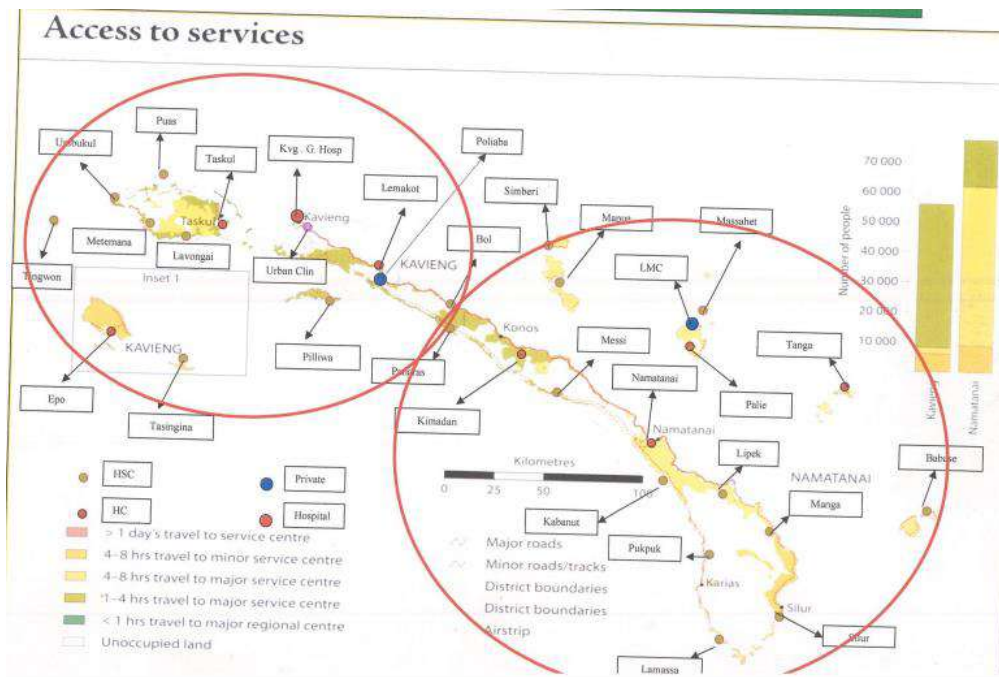 Access to services
Puas
Umbukul
Taskul
Kvg . G. Hosp
Poliaba
Lemakot
Simberi
Mapot
Massahet
Taskul
Kavieng
Metemana
Lavongai
Urban Clin
KAVIENG
Bol
LMC
Tingwon
Inset 1
KAVIENG
Pilliwa
Konos
Messi
Tanga
Epo
Tasingina
Kimadan
Namatanai
Palie
Namatanai
Lipek
NAMATANAI
Babase
Manga
Kabanut
Pukpuk
Karias
Silur
Silur
Lamassa
70 000
60 000
50 000
40 000
30 000
20 000
10 000
Number of people
Kavieng
Namatanai
Kilometres
0 25 50 100
HSC
Private
HC
Hospital
> 1 day's travel to service centre
4–8 hrs travel to minor service centre
4–8 hrs travel to major service centre
1–4 hrs travel to major service centre
< 1 hrs travel to major regional centre
Unoccupied land
Major roads
Minor roads/tracks
District boundaries
District boundaries
Airstrip